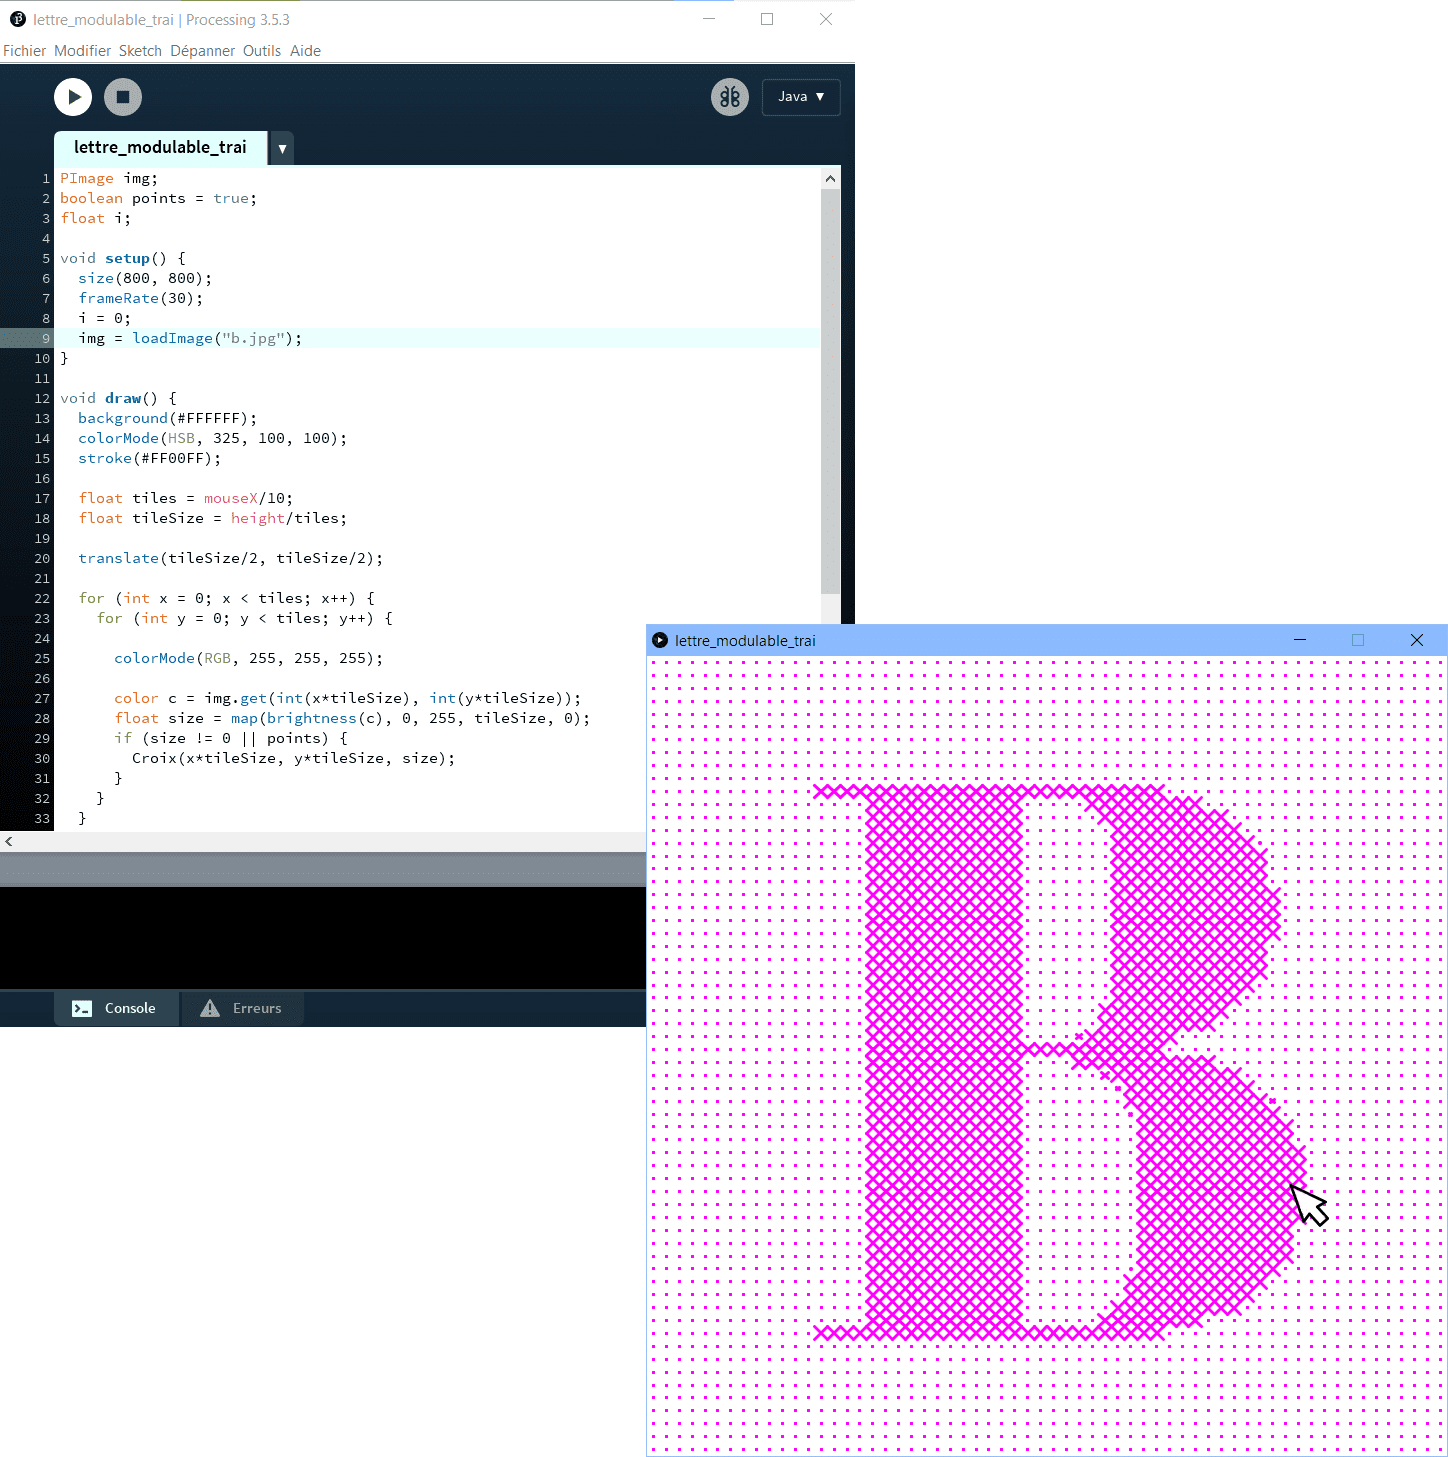 lettre_modulable_trai | Processing 3.5.3
Fichier Modifier Sketch Dépanner Outils Aide
Java ▼
lettre_modulable_trai ▼
1 PImage img;
2 boolean points = true;
3 float i;
4
5 void setup() {
6   size(800, 800);
7   frameRate(30);
8   i = 0;
9   img = loadImage("b.jpg");
10 }
11
12 void draw() {
13   background(#FFFFFF);
14   colorMode(HSB, 325, 100, 100);
15   stroke(#FF00FF);
16
17   float tiles = mouseX/10;
18   float tileSize = height/tiles;
19
20   translate(tileSize/2, tileSize/2);
21
22   for (int x = 0; x < tiles; x++) {
23     for (int y = 0; y < tiles; y++) {
24
25       colorMode(RGB, 255, 255, 255);
26
27       color c = img.get(int(x*tileSize), int(y*tileSize));
28       float size = map(brightness(c), 0, 255, tileSize, 0);
29       if (size != 0 || points) {
30         Croix(x*tileSize, y*tileSize, size);
31       }
32     }
33   }
Console Erreurs
lettre_modulable_trai
B